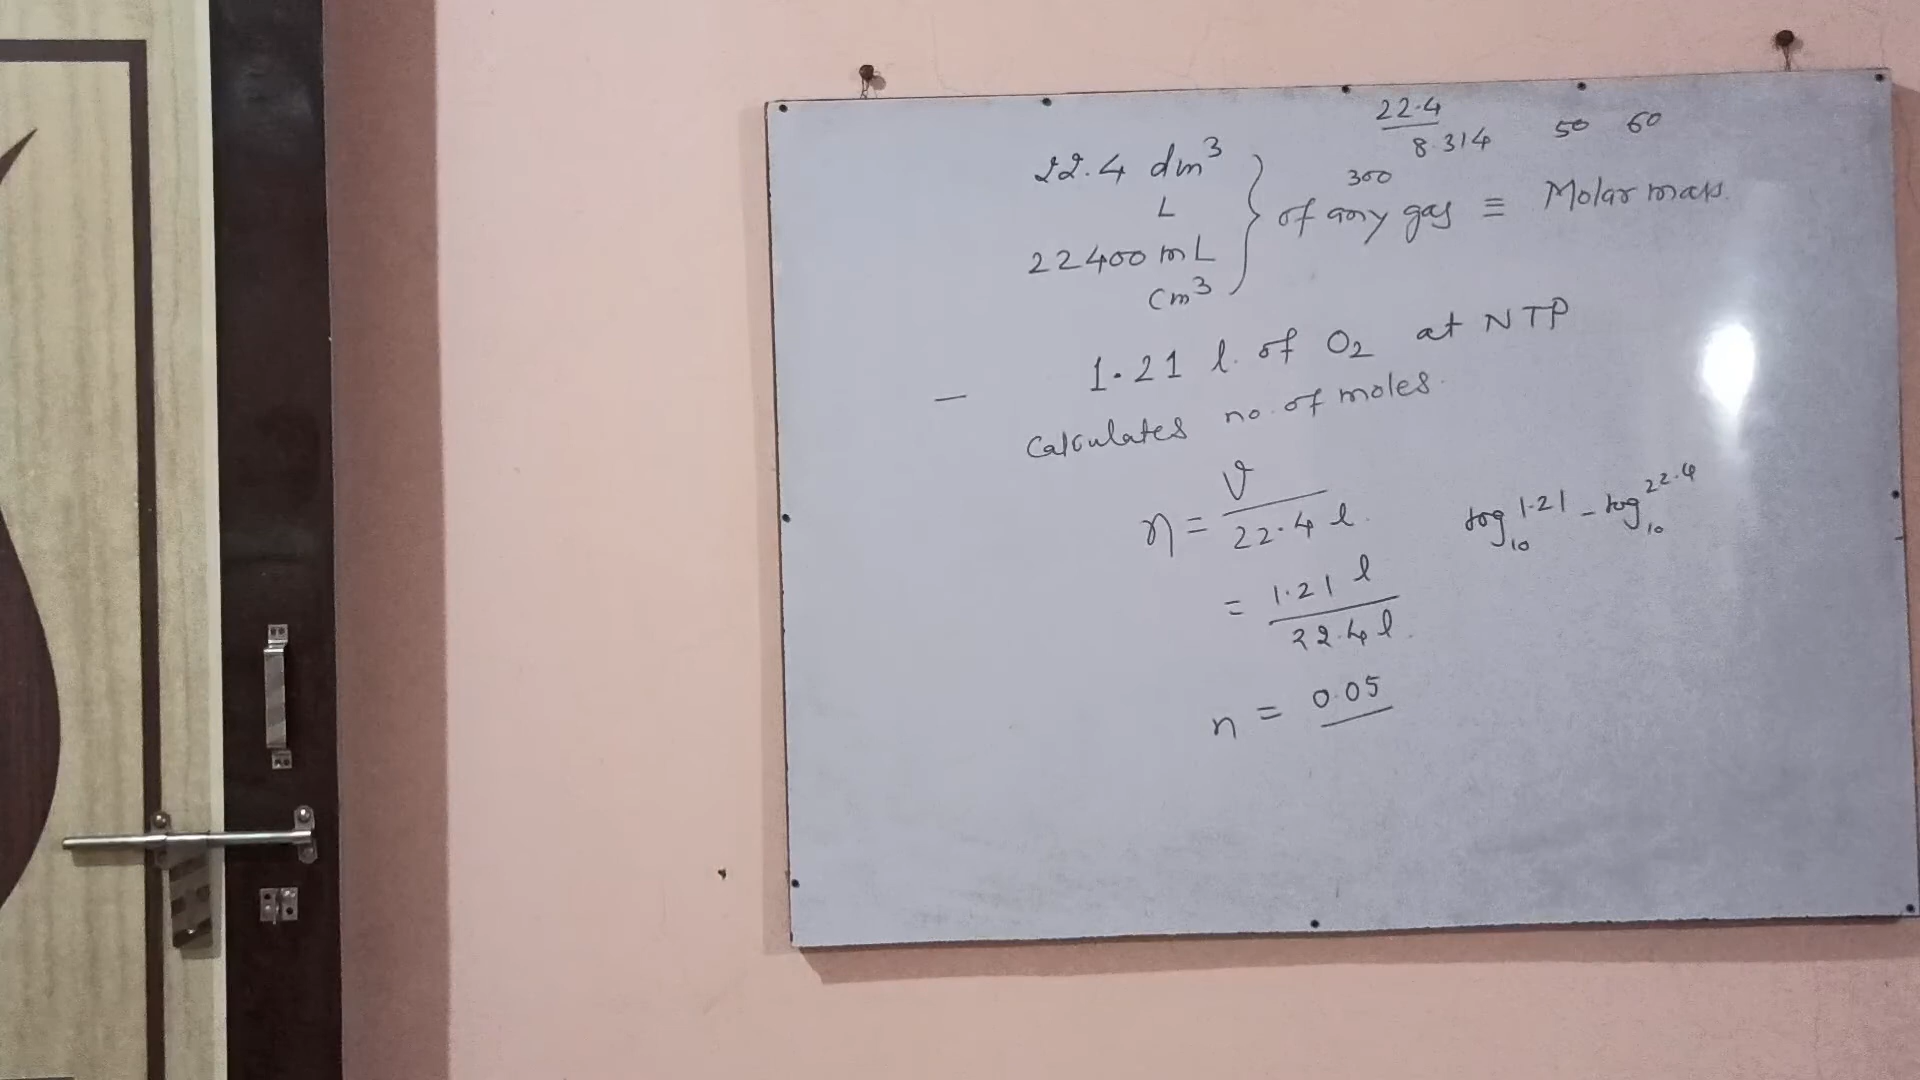 22.4
8.314 50 60
300
22.4 dm³
L
22400 mL
cm³
} of any gas ≡ Molar mass.
— 1.21 l. of O₂ at NTP
Calculates no. of moles.
n = V / 22.4 l.
log₁₀ 1.21 - log₁₀ 22.4
= 1.21 l / 22.4 l.
n = 0.05